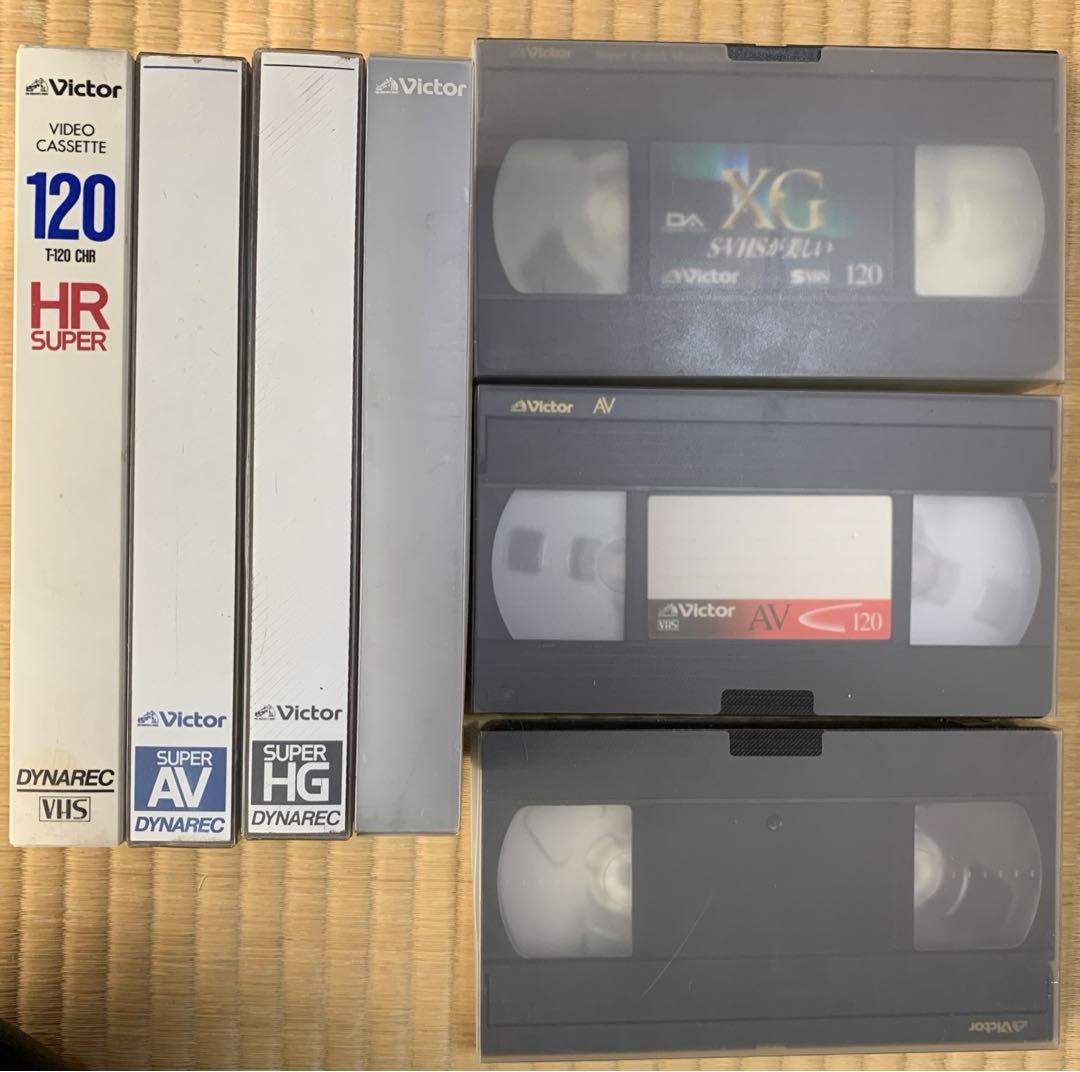 Victor
VIDEO
CASSETTE
120
T-120 CHR
HR
SUPER
DYNAREC
VHS
Victor
SUPER
AV
DYNAREC
Victor
SUPER
HG
DYNAREC
Victor
Victor
XG
DA
S-VHSが美しい
Victor SVHS 120
Victor AV
Victor AV 120
VHS
Victor